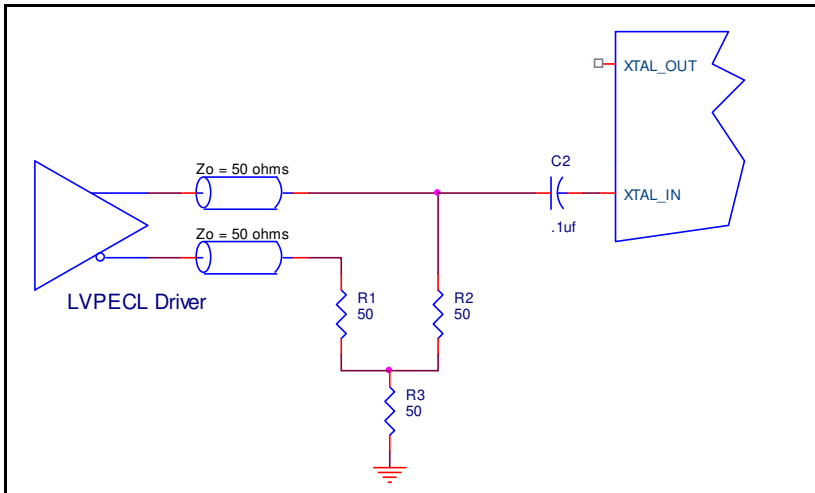 XTAL_OUT
Zo = 50 ohms
C2
XTAL_IN
.1uf
Zo = 50 ohms
LVPECL Driver
R1
50
R2
50
R3
50